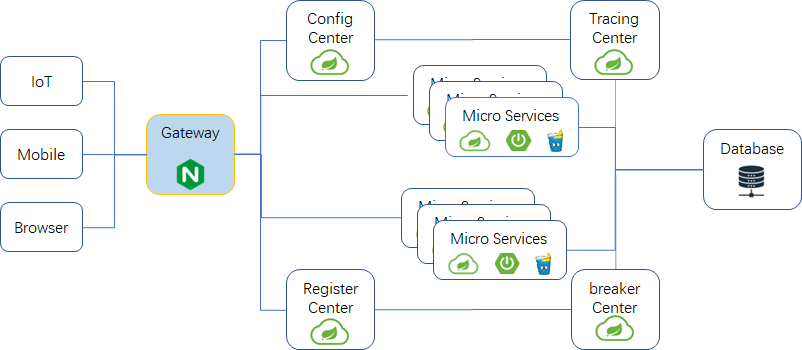 Config
Center
Tracing
Center
IoT
Micro Services
Micro Services
Micro Services
Gateway
N
Mobile
Database
Browser
Micro Services
Micro Services
Micro Services
Register
Center
breaker
Center